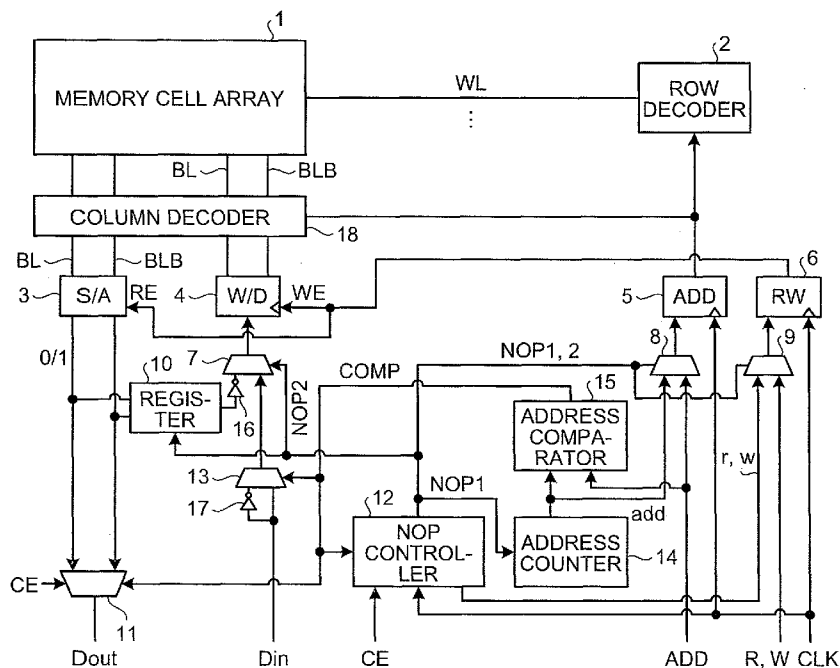 1
MEMORY CELL ARRAY
WL
...
2
ROW
DECODER
BL
BLB
COLUMN DECODER
18
BL
BLB
3
S/A
RE
4
W/D
WE
5
ADD
6
RW
0/1
7
10
REGIS-
TER
16
NOP2
COMP
NOP1, 2
8
9
15
ADDRESS
COMPA-
RATOR
r, w
13
17
12
NOP
CONTROL-
LER
NOP1
add
ADDRESS
COUNTER
14
CE
11
Dout
Din
CE
ADD
R, W
CLK